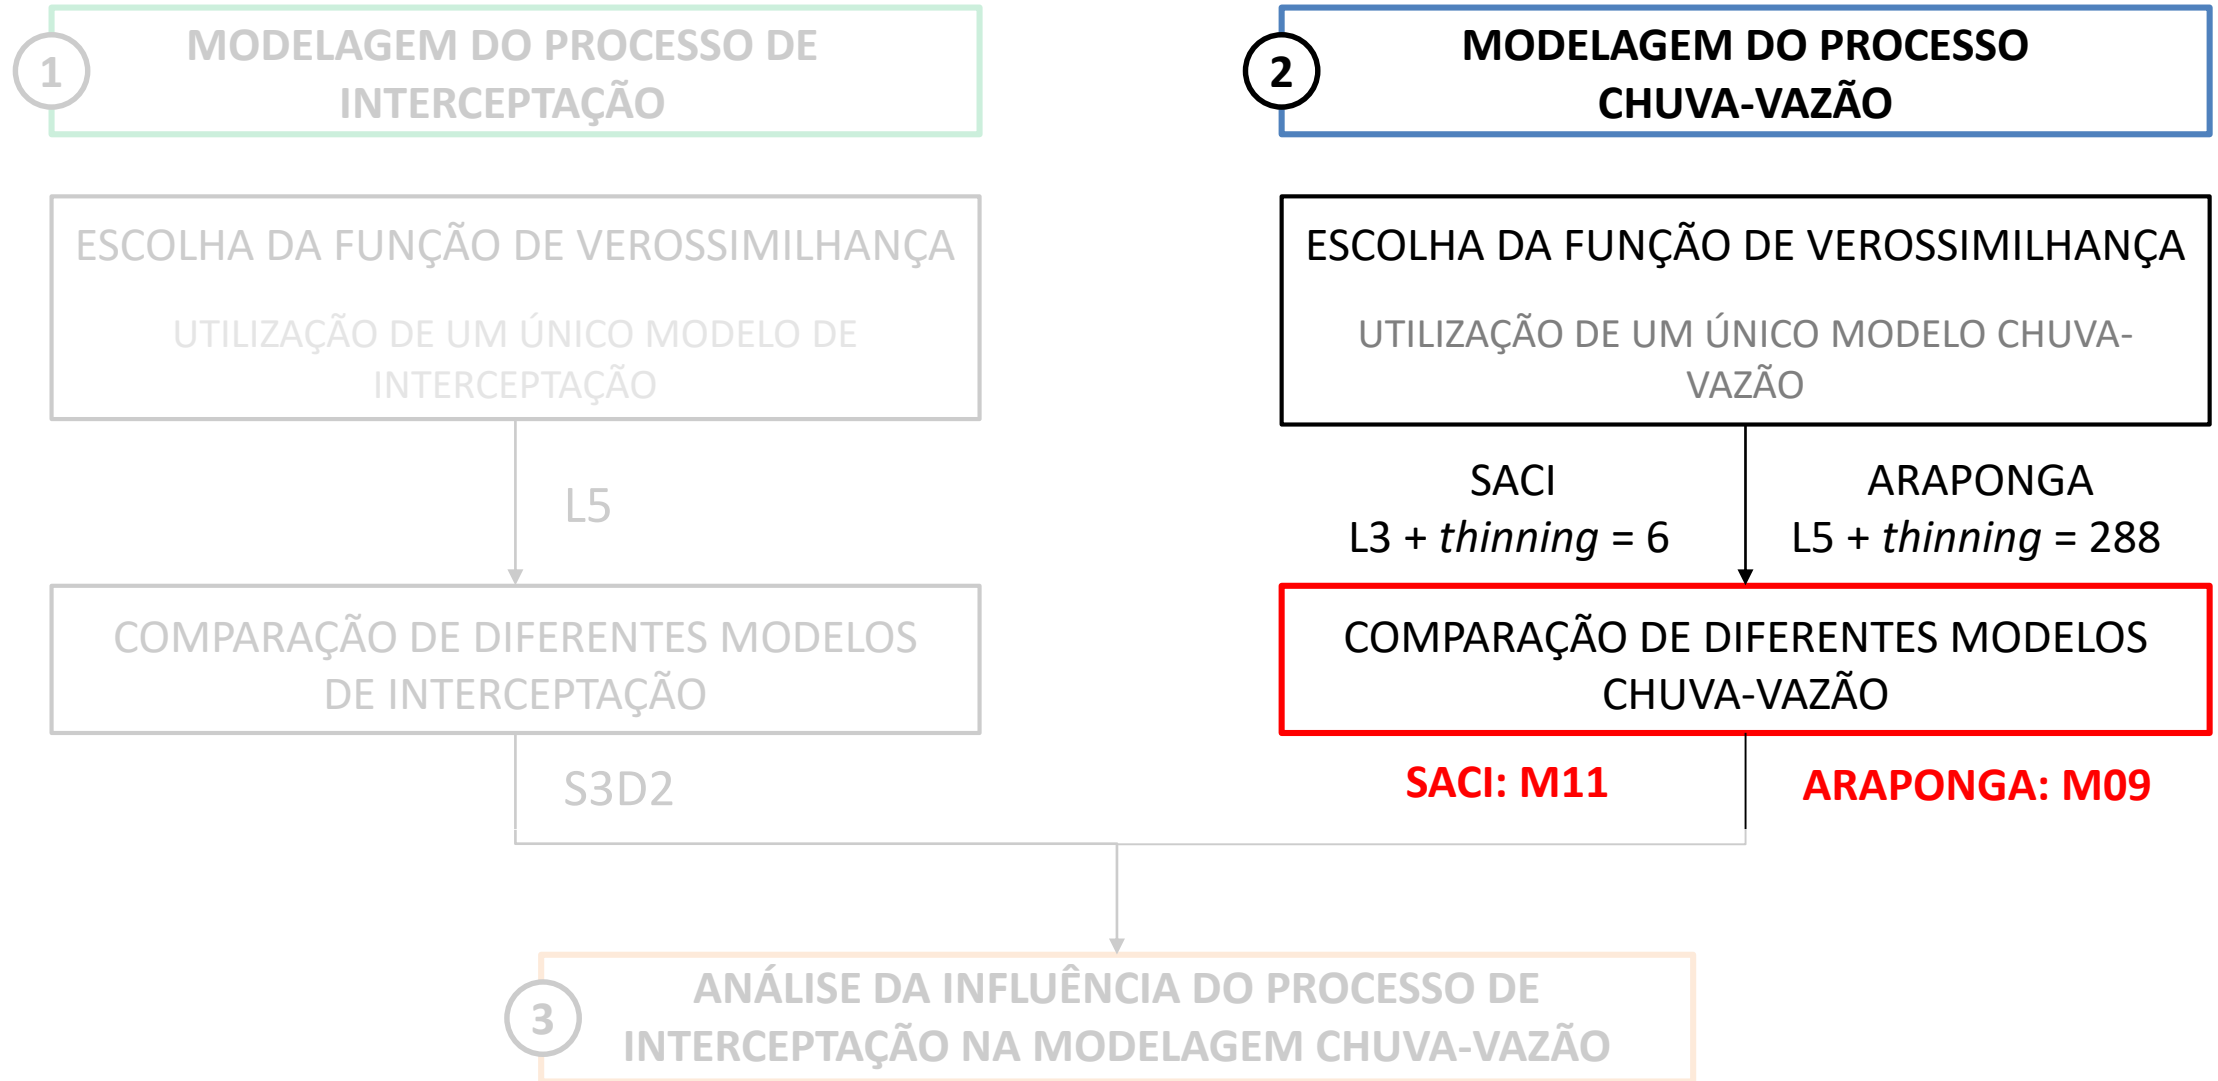 1
MODELAGEM DO PROCESSO DE
INTERCEPTAÇÃO
ESCOLHA DA FUNÇÃO DE VEROSSIMILHANÇA
UTILIZAÇÃO DE UM ÚNICO MODELO DE
INTERCEPTAÇÃO
L5
COMPARAÇÃO DE DIFERENTES MODELOS
DE INTERCEPTAÇÃO
S3D2
2
MODELAGEM DO PROCESSO
CHUVA-VAZÃO
ESCOLHA DA FUNÇÃO DE VEROSSIMILHANÇA
UTILIZAÇÃO DE UM ÚNICO MODELO CHUVA-
VAZÃO
SACI
L3 + thinning = 6
ARAPONGA
L5 + thinning = 288
COMPARAÇÃO DE DIFERENTES MODELOS
CHUVA-VAZÃO
SACI: M11
ARAPONGA: M09
3
ANÁLISE DA INFLUÊNCIA DO PROCESSO DE
INTERCEPTAÇÃO NA MODELAGEM CHUVA-VAZÃO